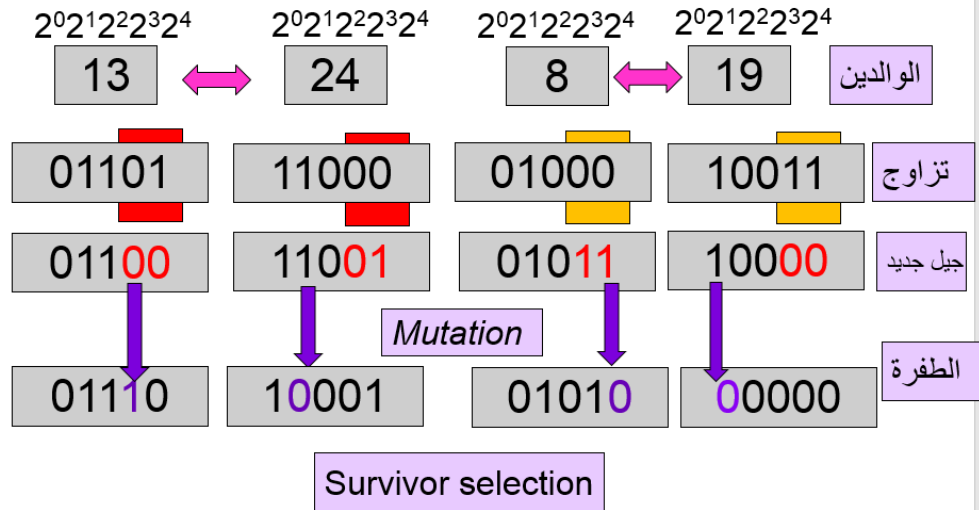 2⁰2¹2²2³2⁴ 2⁰2¹2²2³2⁴ 2⁰2¹2²2³2⁴ 2⁰2¹2²2³2⁴
13 24 8 19 الوالدين
01101 11000 01000 10011 تزاوج
01100 11001 01011 10000 جيل جديد
Mutation
01110 10001 01010 00000 الطفرة
Survivor selection